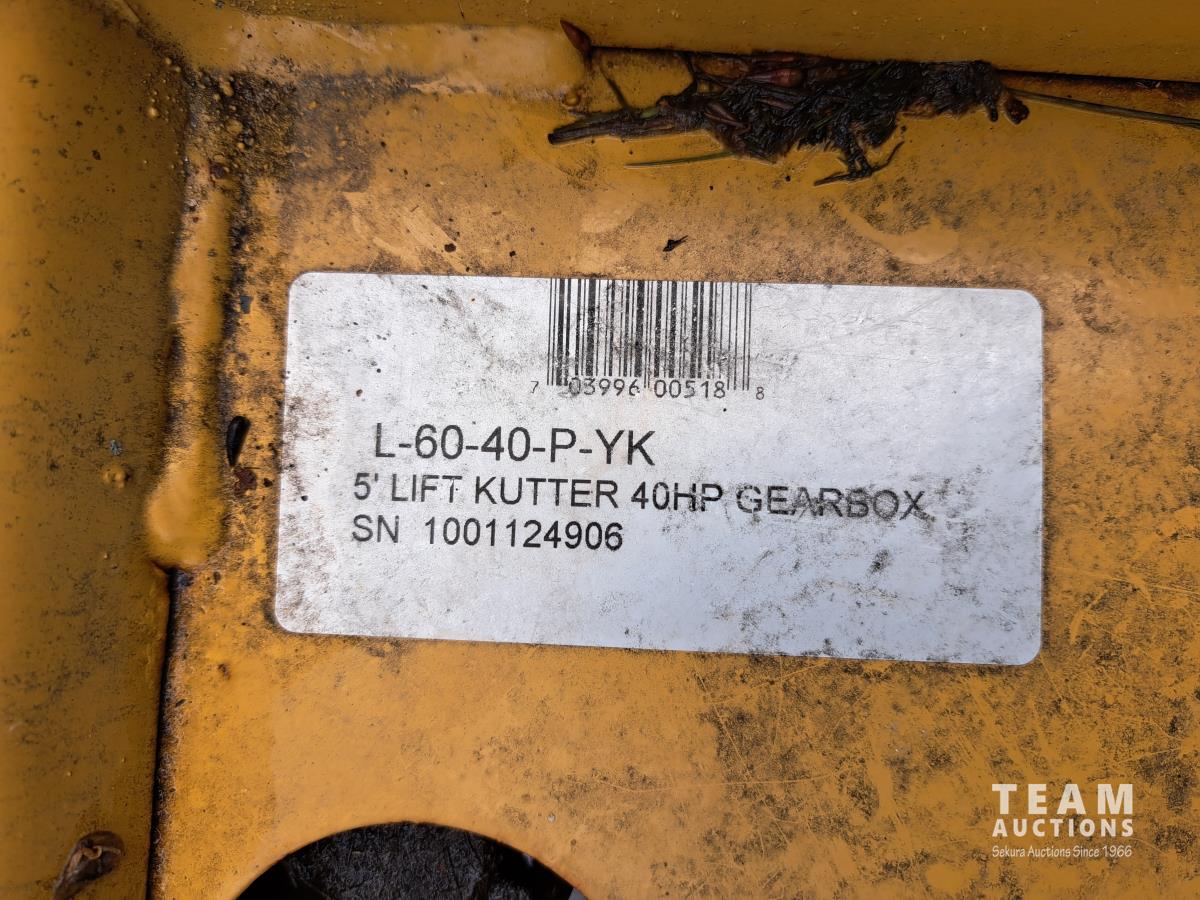 7 03996 00518 8
L-60-40-P-YK
5' LIFT KUTTER 40HP GEARBOX
SN 1001124906
TEAM
AUCTIONS
Sekura Auctions Since 1966